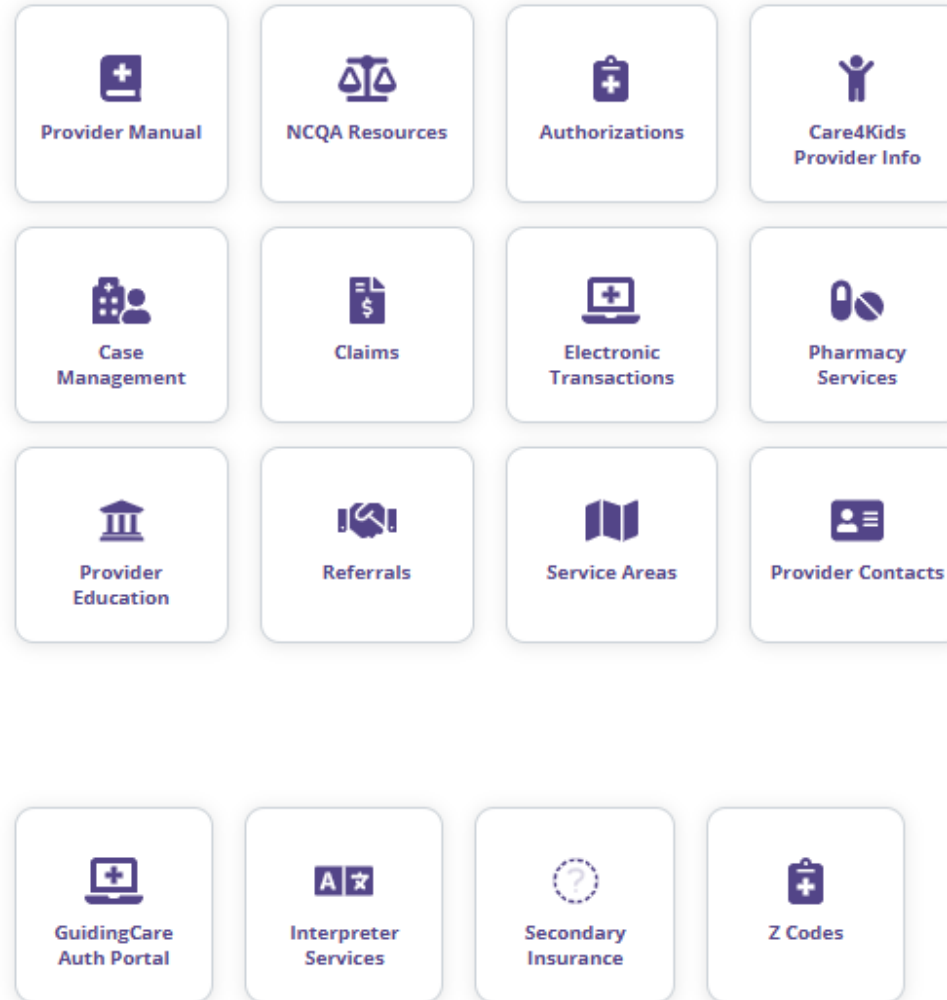 Provider Manual
NCQA Resources
Authorizations
Care4Kids
Provider Info
Case
Management
Claims
Electronic
Transactions
Pharmacy
Services
Provider
Education
Referrals
Service Areas
Provider Contacts
GuidingCare
Auth Portal
A 文
Interpreter
Services
?
Secondary
Insurance
Z Codes